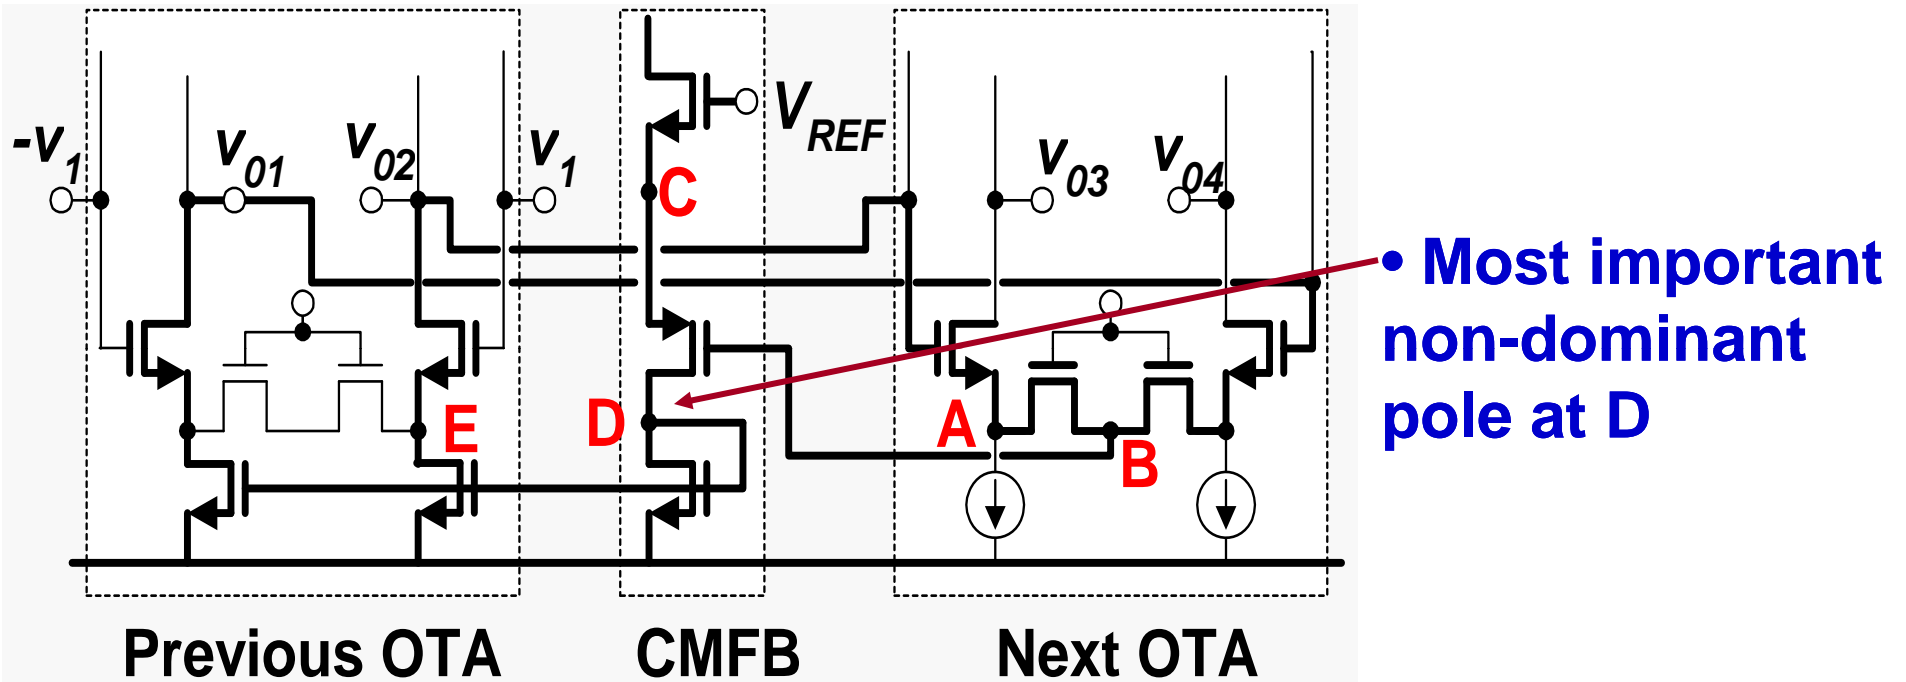 -v1
v01
v02
v1
VREF
C
v03
v04
D
E
A
B
• Most important
non-dominant
pole at D
Previous OTA
CMFB
Next OTA